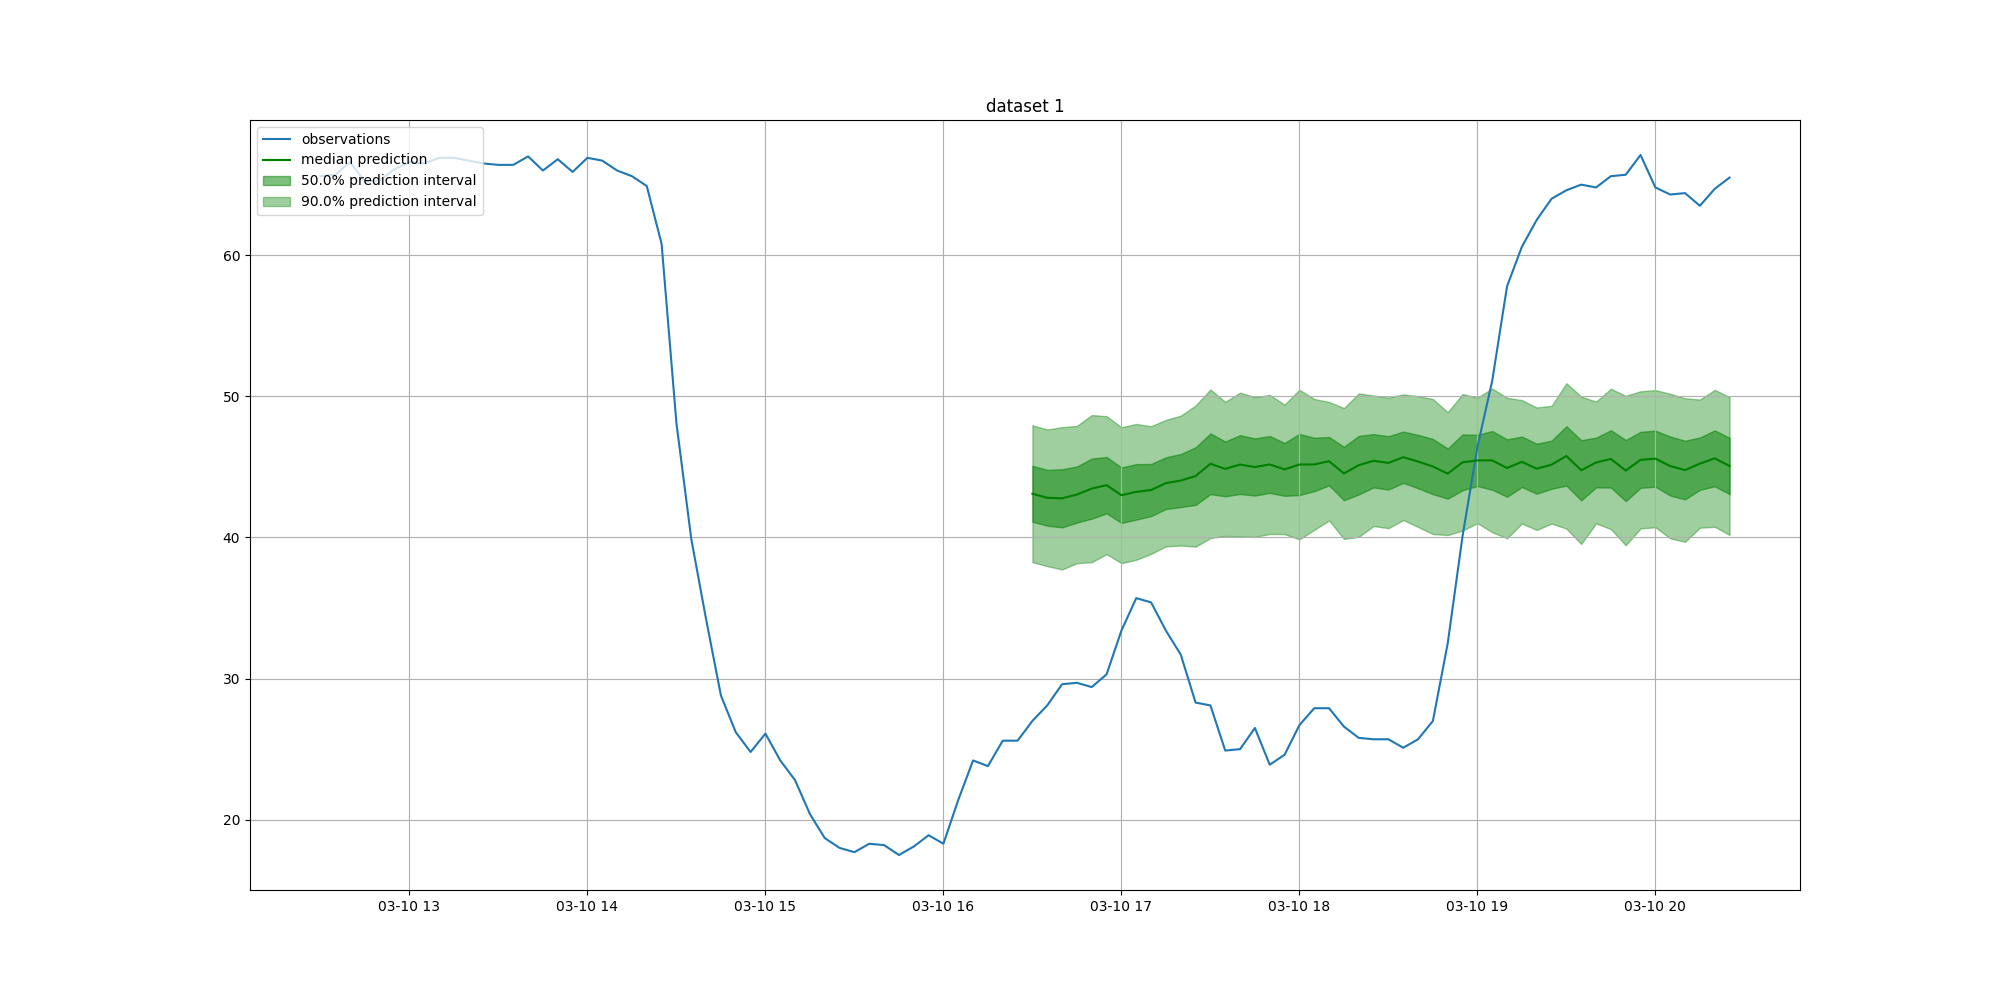 dataset 1
observations
median prediction
50.0% prediction interval
90.0% prediction interval
60
50
40
30
20
03-10 13
03-10 14
03-10 15
03-10 16
03-10 17
03-10 18
03-10 19
03-10 20